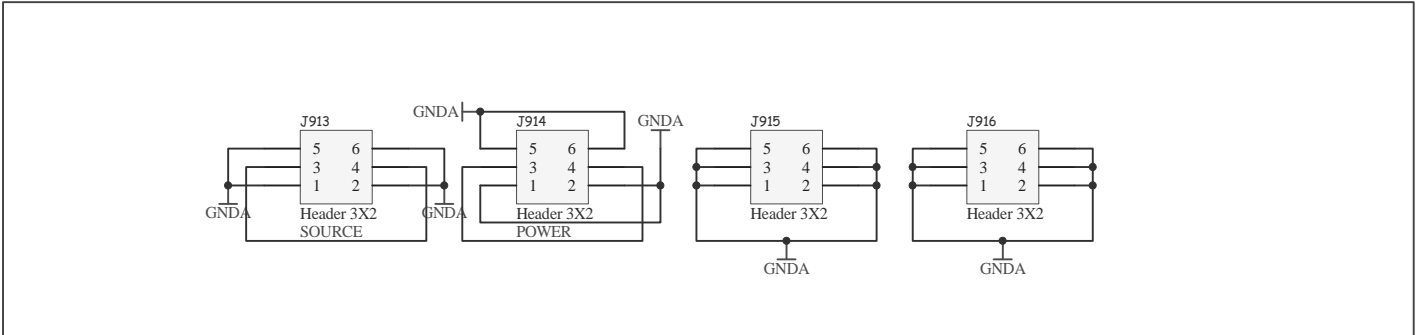 J913
5 6
3 4
1 2
GNDA
GNDA
Header 3X2
SOURCE
GNDA
J914
5 6
3 4
1 2
GNDA
Header 3X2
POWER
J915
5 6
3 4
1 2
Header 3X2
GNDA
J916
5 6
3 4
1 2
Header 3X2
GNDA